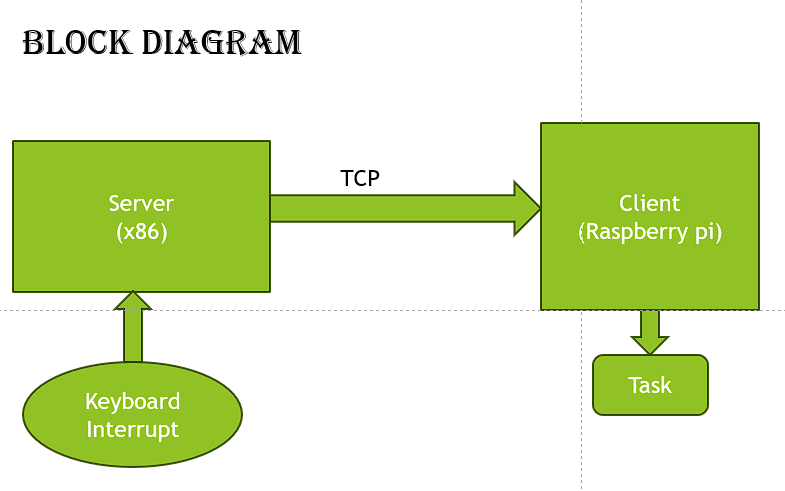 BLOCK DIAGRAM
TCP
Server
(x86)
Client
(Raspberry pi)
Keyboard
Interrupt
Task